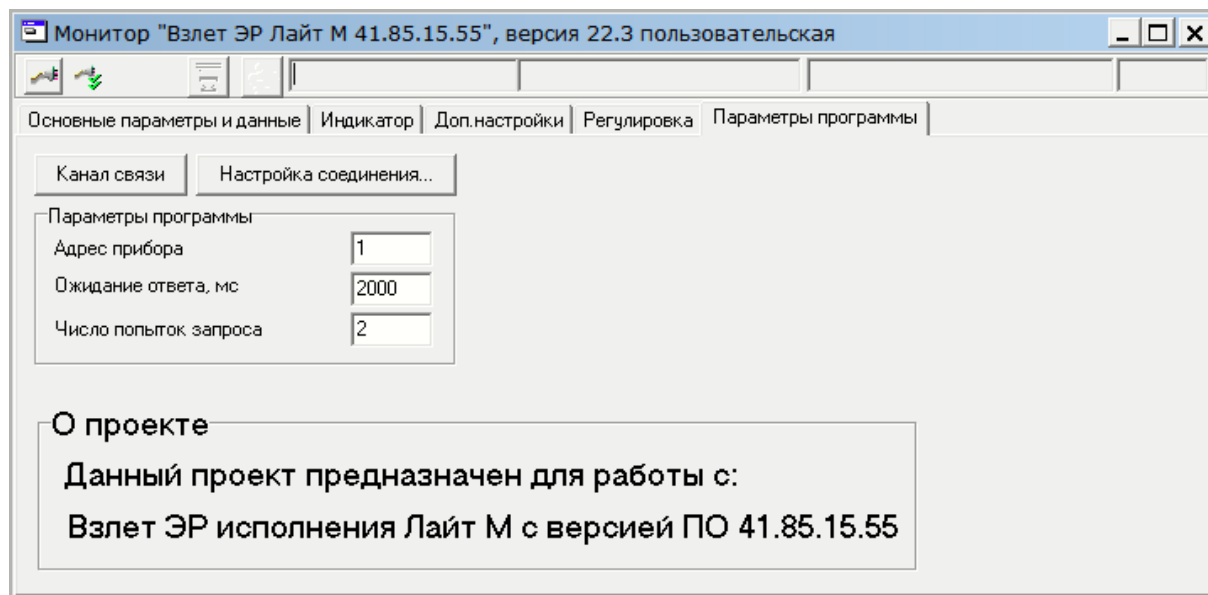 Монитор "Взлет ЭР Лайт М 41.85.15.55", версия 22.3 пользовательская
Основные параметры и данные Индикатор Доп.настройки Регулировка Параметры программы
Канал связи Настройка соединения...
Параметры программы
Адрес прибора 1
Ожидание ответа, мс 2000
Число попыток запроса 2
О проекте
Данный проект предназначен для работы с:
Взлет ЭР исполнения Лайт М с версией ПО 41.85.15.55